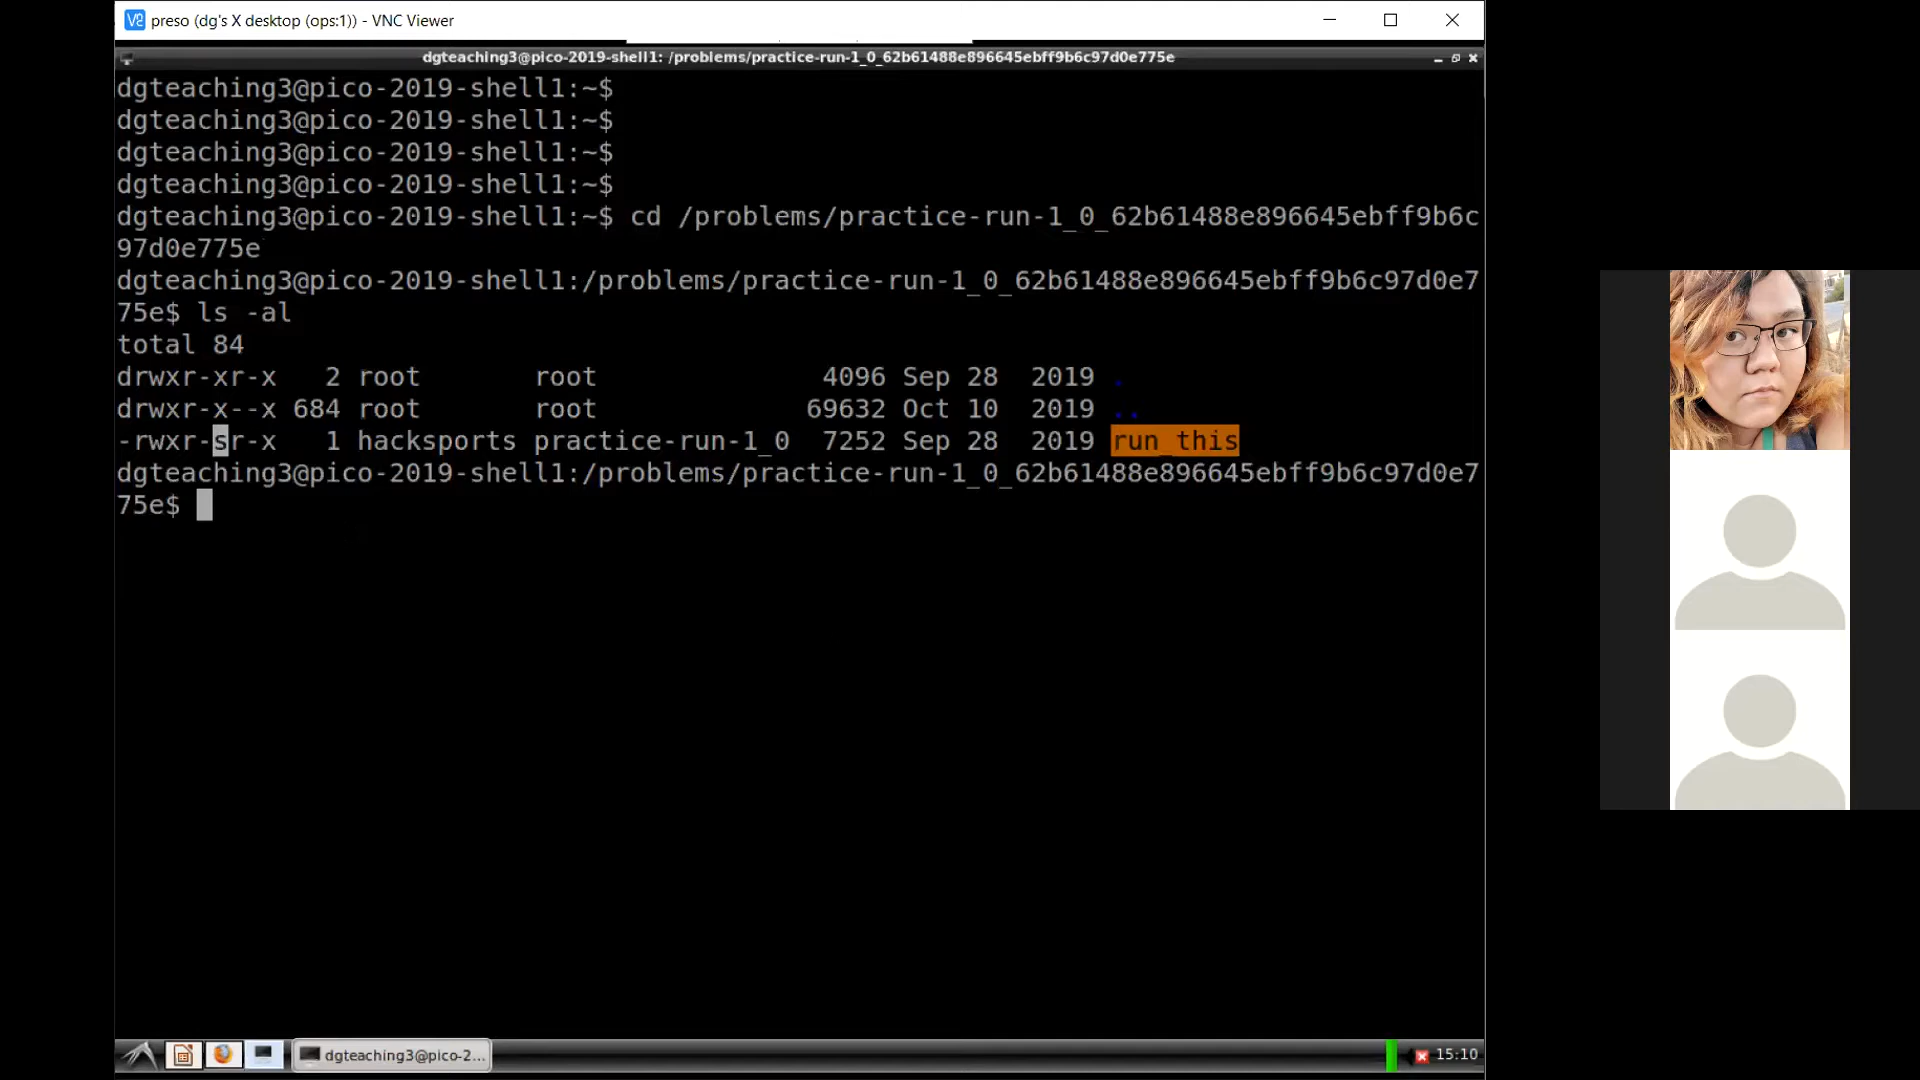 preso (dg's X desktop (ops:1)) - VNC Viewer
dgteaching3@pico-2019-shell1: /problems/practice-run-1_0_62b61488e896645ebff9b6c97d0e775e
dgteaching3@pico-2019-shell1:~$
dgteaching3@pico-2019-shell1:~$
dgteaching3@pico-2019-shell1:~$
dgteaching3@pico-2019-shell1:~$
dgteaching3@pico-2019-shell1:~$ cd /problems/practice-run-1_0_62b61488e896645ebff9b6c
97d0e775e
dgteaching3@pico-2019-shell1:/problems/practice-run-1_0_62b61488e896645ebff9b6c97d0e7
75e$ ls -al
total 84
drwxr-xr-x   2 root       root              4096 Sep 28  2019 .
drwxr-x--x 684 root       root             69632 Oct 10  2019 ..
-rwxr-sr-x   1 hacksports practice-run-1_0  7252 Sep 28  2019 run_this
dgteaching3@pico-2019-shell1:/problems/practice-run-1_0_62b61488e896645ebff9b6c97d0e7
75e$
dgteaching3@pico-2...
15:10